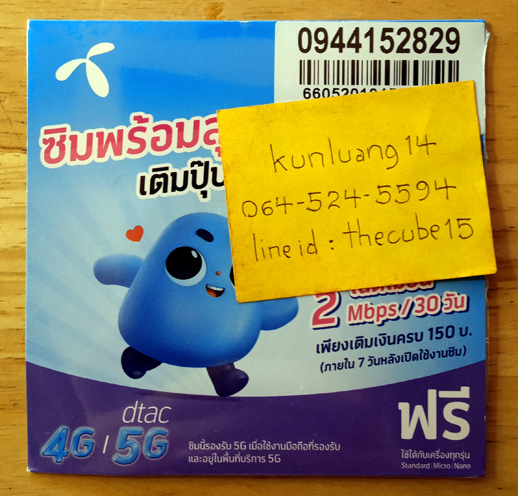 0944152829
ซิมพร้อม
เติมปุ๊บ
kunluang14
064-524-5594
line id : thecube15
2 Mbps/30 วัน
เพียงเติมเงินครบ 150 บ.
(ภายใน 7 วันหลังเปิดใช้งานซิม)
dtac
4G | 5G
ซิมนี้รองรับ 5G เมื่อใช้งานมือถือที่รองรับ
และอยู่ในพื้นที่บริการ 5G
ฟรี
ใช้ได้กับเครื่องทุกรุ่น
Standard | Micro | Nano